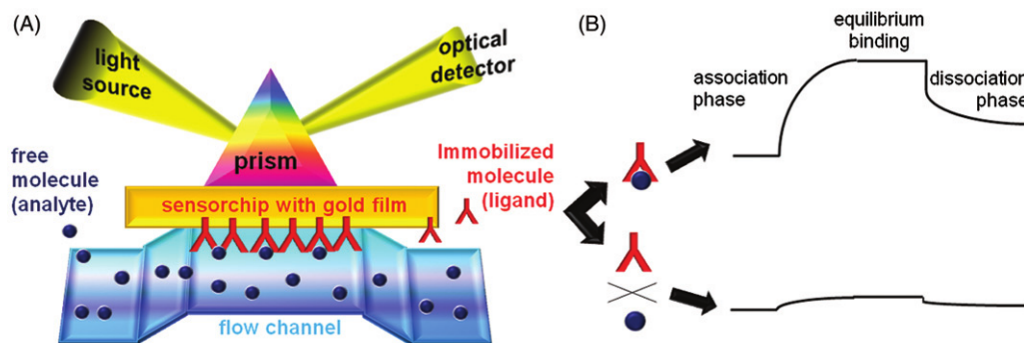 (A)
light
source
optical
detector
prism
free
molecule
(analyte)
Immobilized
molecule
(ligand)
sensorchip with gold film
flow channel
(B)
equilibrium
binding
association
phase
dissociation
phase